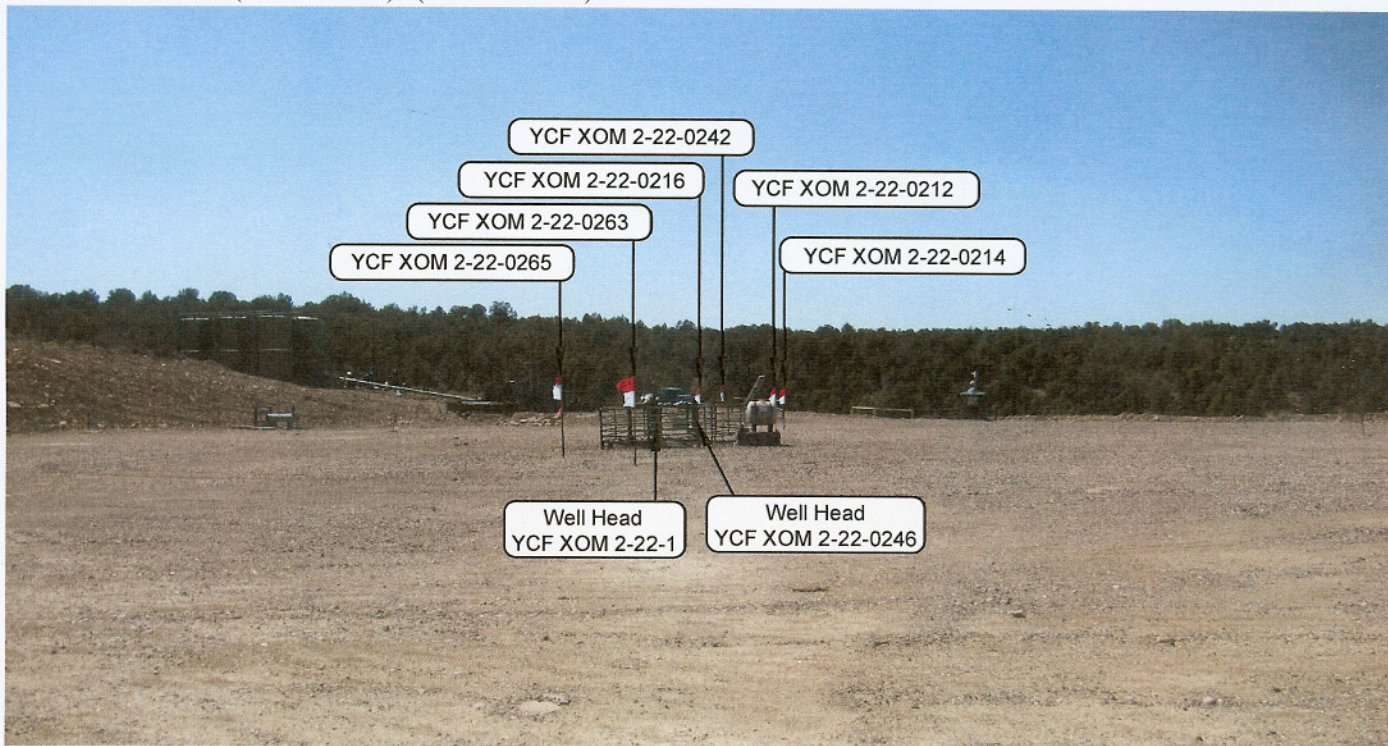 YCF XOM 2-22-0242
YCF XOM 2-22-0216
YCF XOM 2-22-0212
YCF XOM 2-22-0263
YCF XOM 2-22-0214
YCF XOM 2-22-0265
Well Head
YCF XOM 2-22-1
Well Head
YCF XOM 2-22-0246